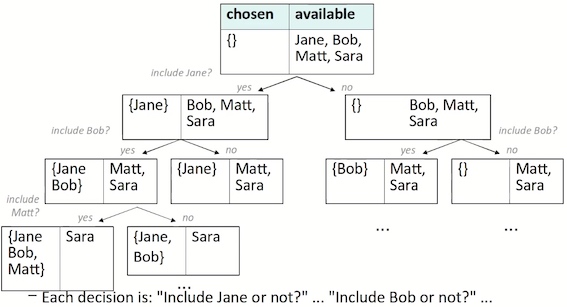 chosen available
{} Jane, Bob,
Matt, Sara
include Jane?
yes no
{Jane} Bob, Matt,
Sara
{} Bob, Matt,
Sara
include Bob?
include Bob?
yes no
yes no
{Jane
Bob} Matt,
Sara
{Jane} Matt,
Sara
{Bob} Matt,
Sara
{} Matt,
Sara
include
Matt?
yes no
... ...
{Jane
Bob,
Matt} Sara
{Jane,
Bob} Sara
...
– Each decision is: "Include Jane or not?" ... "Include Bob or not?" ...